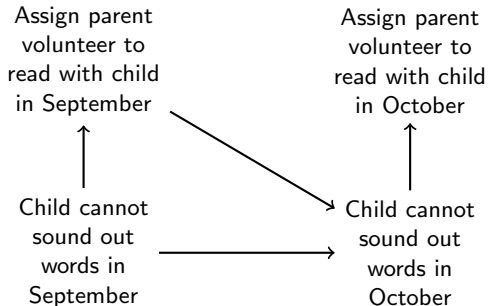 Assign parent
volunteer to
read with child
in September
Assign parent
volunteer to
read with child
in October
Child cannot
sound out
words in
September
Child cannot
sound out
words in
October